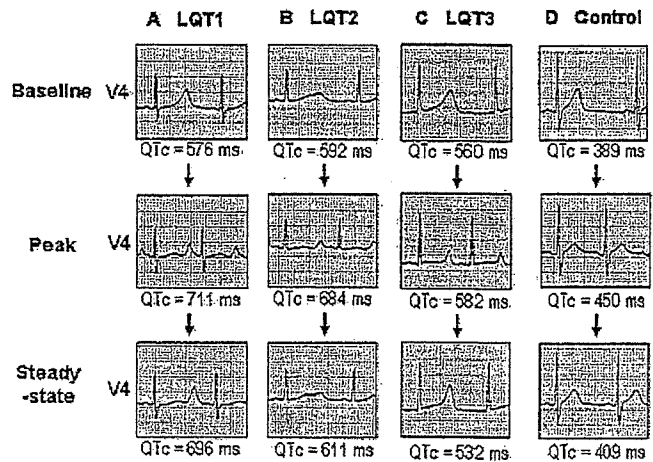 A LQT1 B LQT2 C LQT3 D Control
Baseline V4
QTc = 576 ms QTc = 592 ms QTc = 560 ms QTc = 389 ms
Peak V4
QTc = 711 ms QTc = 684 ms QTc = 582 ms QTc = 450 ms
Steady
-state V4
QTc = 696 ms QTc = 611 ms QTc = 532 ms QTc = 409 ms